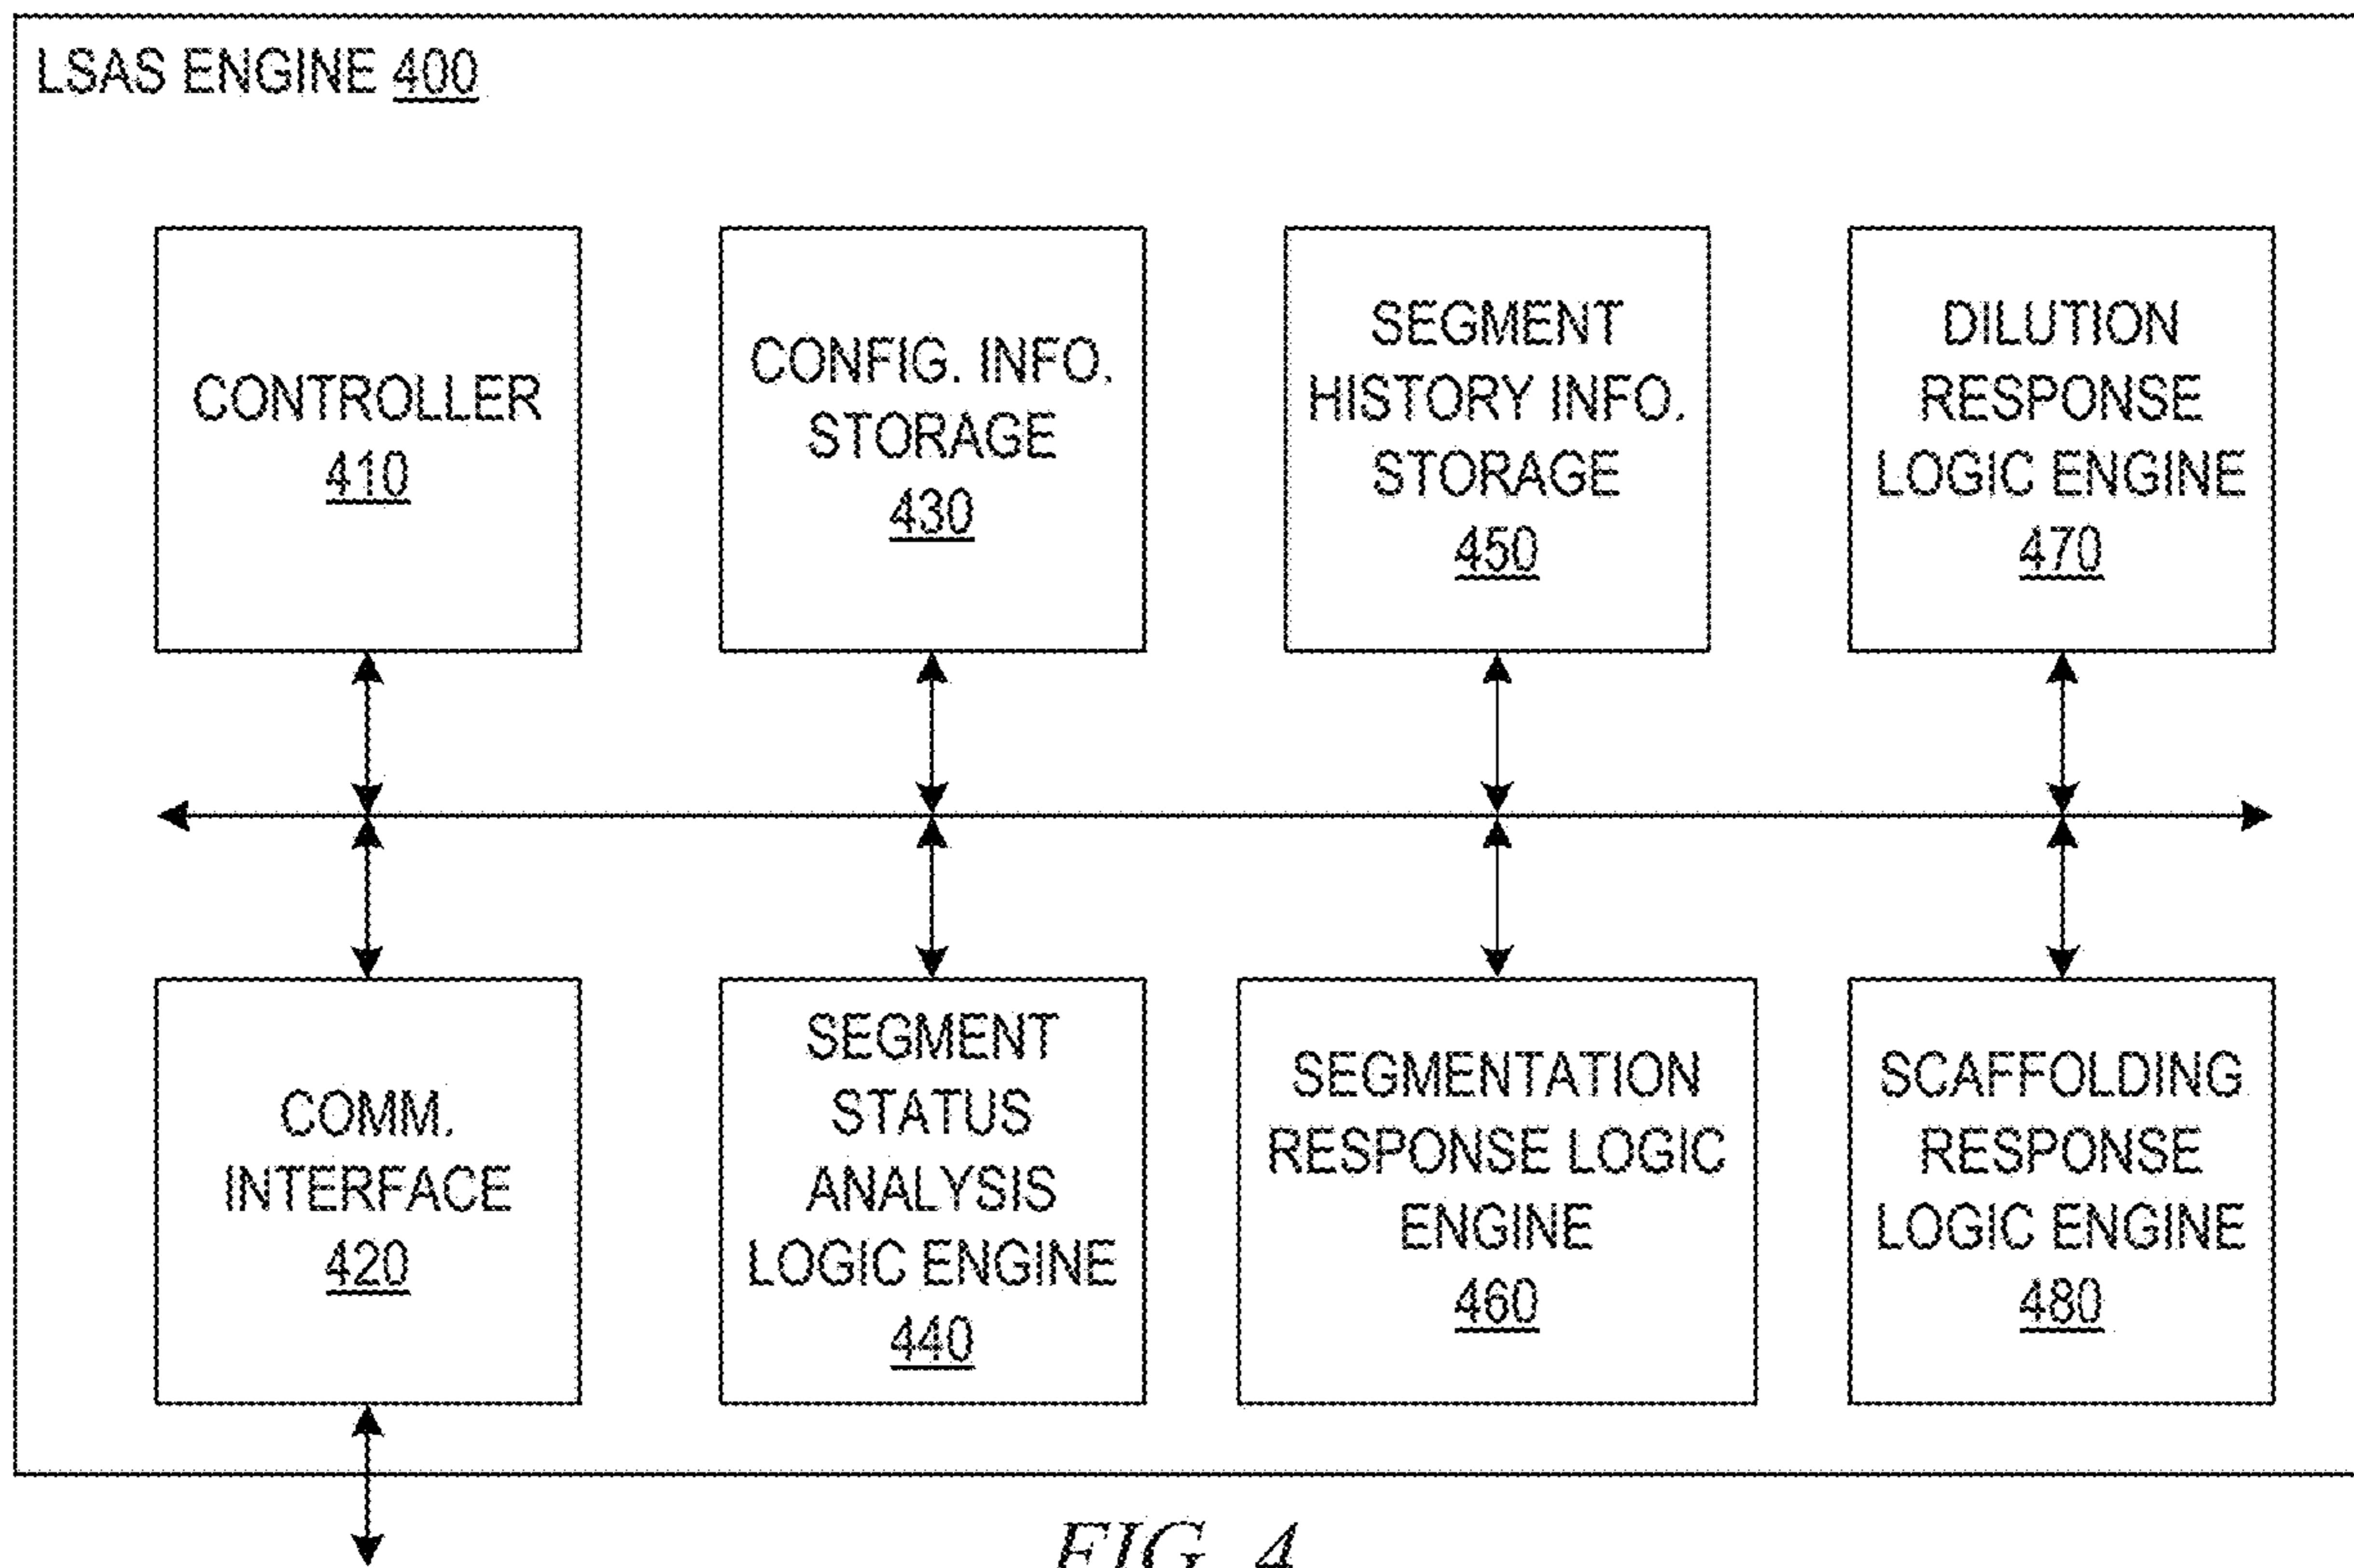 LSAS ENGINE 400
CONTROLLER
410
CONFIG. INFO.
STORAGE
430
SEGMENT
HISTORY INFO.
STORAGE
450
DILUTION
RESPONSE
LOGIC ENGINE
470
COMM.
INTERFACE
420
SEGMENT
STATUS
ANALYSIS
LOGIC ENGINE
440
SEGMENTATION
RESPONSE LOGIC
ENGINE
460
SCAFFOLDING
RESPONSE
LOGIC ENGINE
480
FIG. 4